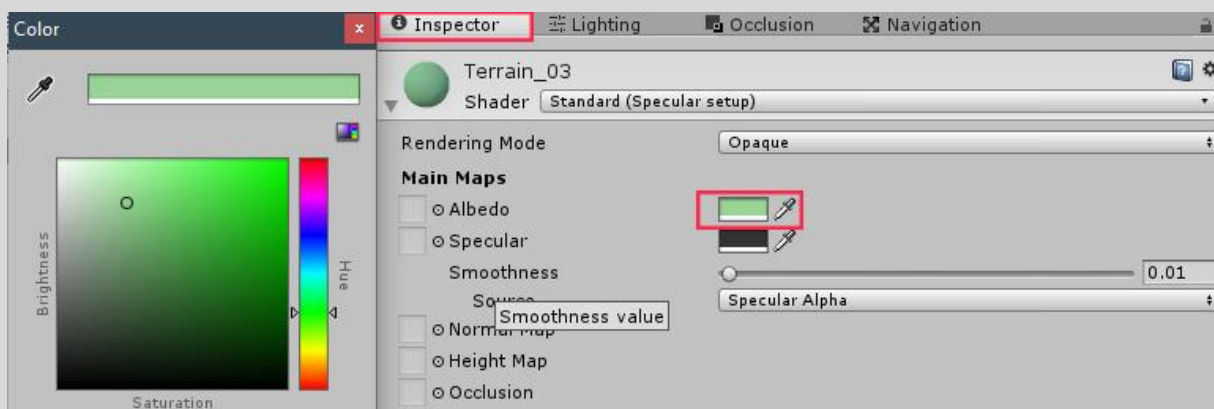 Color
x
Inspector
Lighting
Occlusion
Navigation
Terrain_03
Shader
Standard (Specular setup)
Rendering Mode
Opaque
Main Maps
Albedo
Specular
Smoothness
0.01
Source
Specular Alpha
Smoothness value
Normal Map
Height Map
Occlusion
Brightness
Hue
Saturation